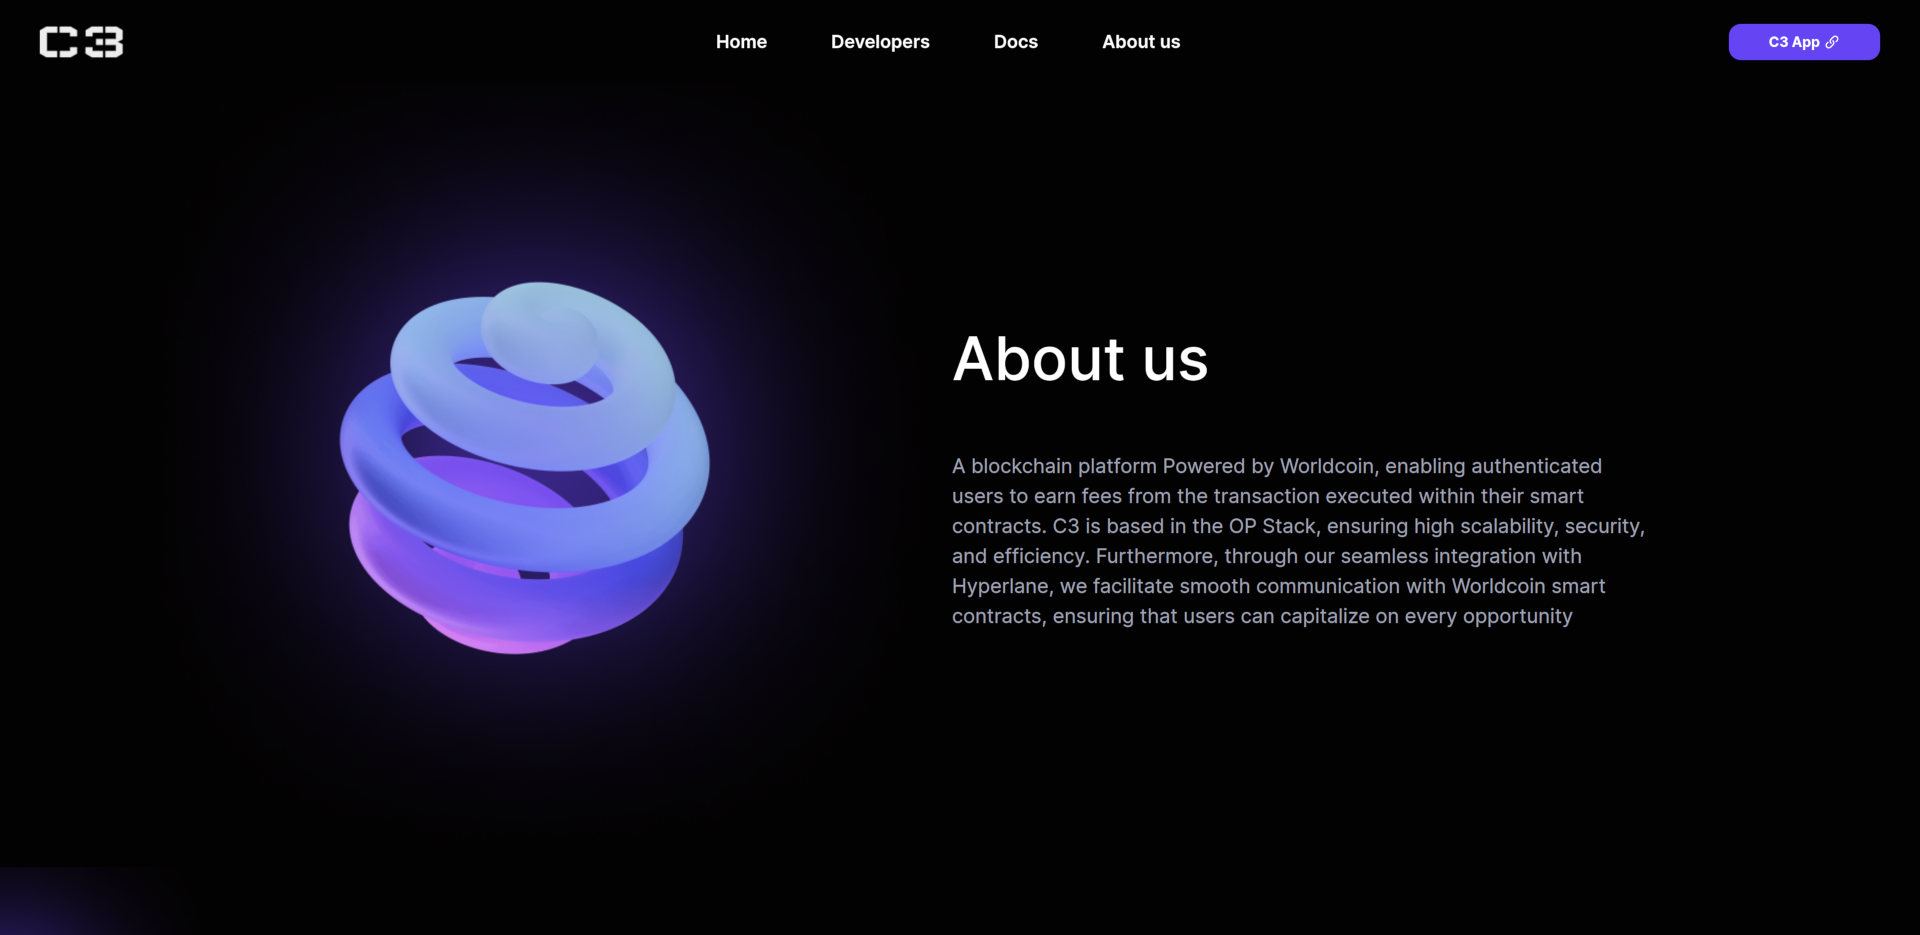 C3
Home
Developers
Docs
About us
C3 App
About us
A blockchain platform Powered by Worldcoin, enabling authenticated
users to earn fees from the transaction executed within their smart
contracts. C3 is based in the OP Stack, ensuring high scalability, security,
and efficiency. Furthermore, through our seamless integration with
Hyperlane, we facilitate smooth communication with Worldcoin smart
contracts, ensuring that users can capitalize on every opportunity